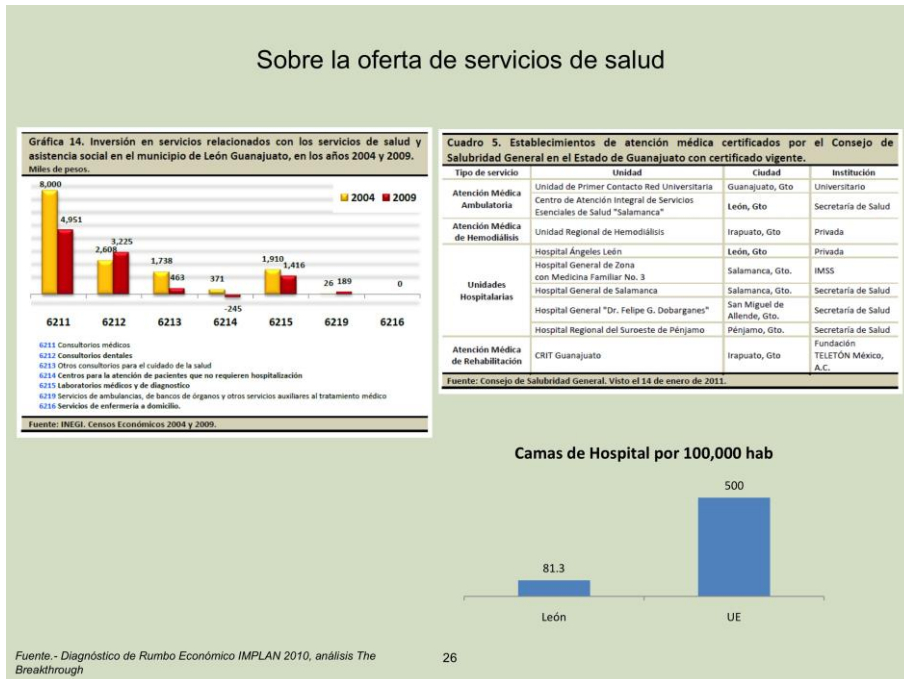 Sobre la oferta de servicios de salud
Gráfica 14. Inversión en servicios relacionados con los servicios de salud y
asistencia social en el municipio de León Guanajuato, en los años 2004 y 2009.
Miles de pesos.
8,000
4,951
2,608
3,225
1,738
463
371
-245
1,910
1,416
26 189
0
2004 2009
6211 6212 6213 6214 6215 6219 6216
6211 Consultorios médicos
6212 Consultorios dentales
6213 Otros consultorios para el cuidado de la salud
6214 Centros para la atención de pacientes que no requieren hospitalización
6215 Laboratorios médicos y de diagnostico
6219 Servicios de ambulancias, de bancos de órganos y otros servicios auxiliares al tratamiento médico
6216 Servicios de enfermería a domicilio.
Fuente: INEGI. Censos Económicos 2004 y 2009.
Cuadro 5. Establecimientos de atención médica certificados por el Consejo de
Salubridad General en el Estado de Guanajuato con certificado vigente.
Tipo de servicio Unidad Ciudad Institución
Atención Médica
Ambulatoria
Unidad de Primer Contacto Red Universitaria Guanajuato, Gto Universitario
Centro de Atención Integral de Servicios
Esenciales de Salud "Salamanca"
León, Gto Secretaría de Salud
Atención Médica
de Hemodiálisis
Unidad Regional de Hemodiálisis Irapuato, Gto Privada
Unidades
Hospitalarias
Hospital Ángeles León León, Gto Privada
Hospital General de Zona
con Medicina Familiar No. 3
Salamanca, Gto. IMSS
Hospital General de Salamanca Salamanca, Gto. Secretaría de Salud
Hospital General "Dr. Felipe G. Dobarganes"
San Miguel de
Allende, Gto.
Secretaría de Salud
Hospital Regional del Suroeste de Pénjamo Pénjamo, Gto. Secretaría de Salud
Atención Médica
de Rehabilitación
CRIT Guanajuato Irapuato, Gto
Fundación
TELETÓN México,
A.C.
Fuente: Consejo de Salubridad General. Visto el 14 de enero de 2011.
Camas de Hospital por 100,000 hab
81.3
500
León UE
Fuente.- Diagnóstico de Rumbo Económico IMPLAN 2010, análisis The
Breakthrough
26